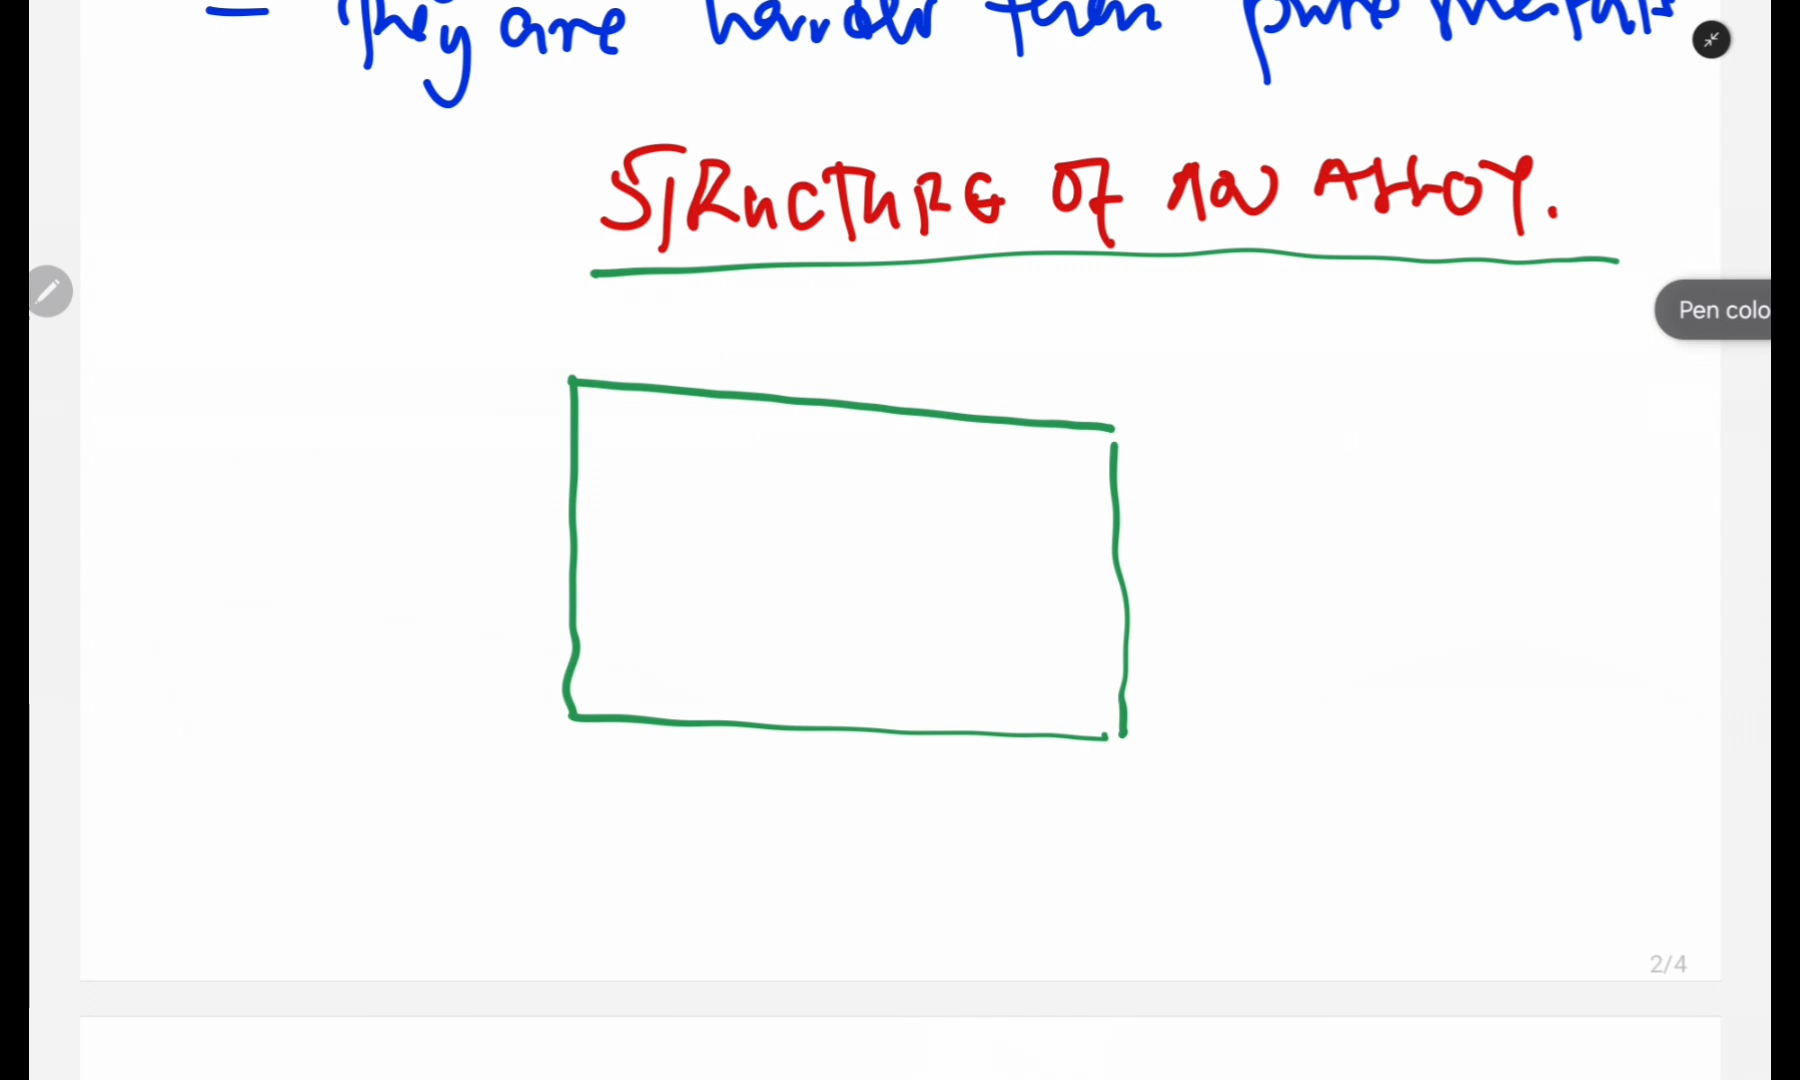 - They are harder than pure metals
STRUCTURE OF AN ALLOY.
Pen colo
2/4